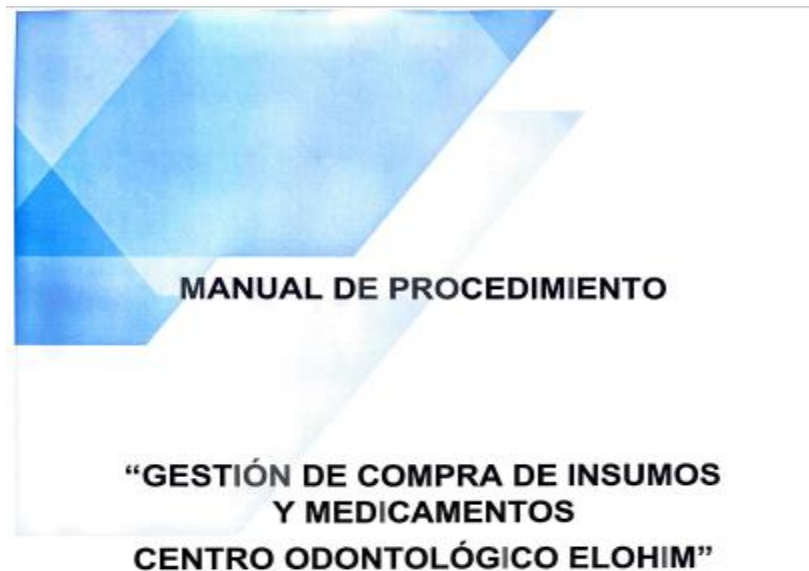 MANUAL DE PROCEDIMIENTO
“GESTIÓN DE COMPRA DE INSUMOS
Y MEDICAMENTOS
CENTRO ODONTOLÓGICO ELOHIM”